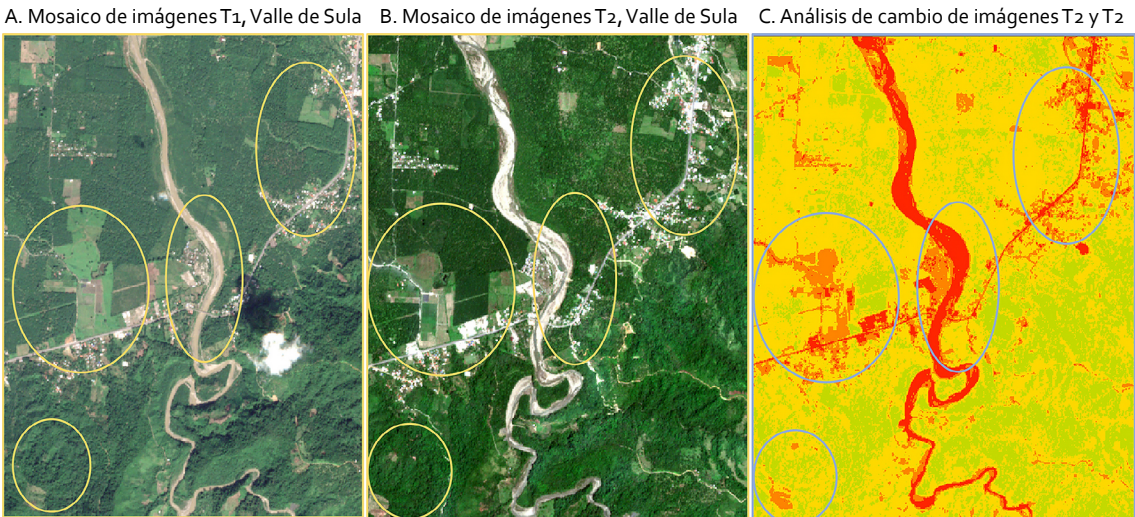 A. Mosaico de imágenes T1, Valle de Sula
B. Mosaico de imágenes T2, Valle de Sula
C. Análisis de cambio de imágenes T2 y T2